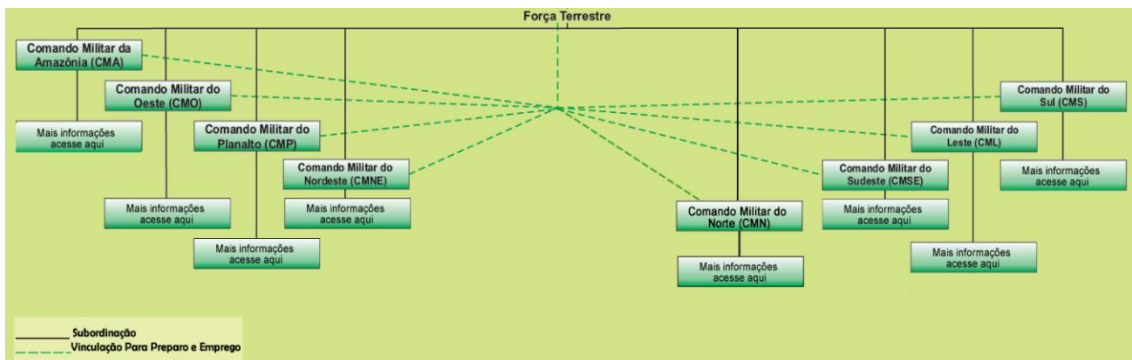 Força Terrestre
Comando Militar da
Amazônia (CMA)
Mais informações
acesse aqui
Comando Militar do
Oeste (CMO)
Mais informações
acesse aqui
Comando Militar do
Planalto (CMP)
Mais informações
acesse aqui
Comando Militar do
Nordeste (CMNE)
Mais informações
acesse aqui
Comando Militar do
Norte (CMN)
Mais informações
acesse aqui
Comando Militar do
Sudeste (CMSE)
Mais informações
acesse aqui
Comando Militar do
Leste (CML)
Mais informações
acesse aqui
Comando Militar do
Sul (CMS)
Mais informações
acesse aqui
Subordinação
Vinculação Para Preparo e Emprego